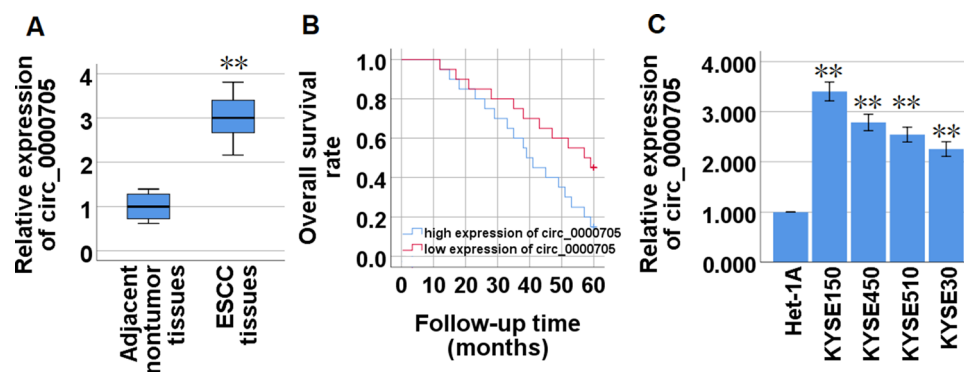 A
Relative expression
of circ_0000705
4
3
2
1
0
**
Adjacent
nontumor
tissues
ESCC
tissues
B
Overall survival
rate
1.0
0.8
0.6
0.4
0.2
0.0
high expression of circ_0000705
low expression of circ_0000705
0 10 20 30 40 50 60
Follow-up time
(months)
C
Relative expression
of circ_0000705
4.000
3.000
2.000
1.000
0.000
**
**
**
**
Het-1A
KYSE150
KYSE450
KYSE510
KYSE30